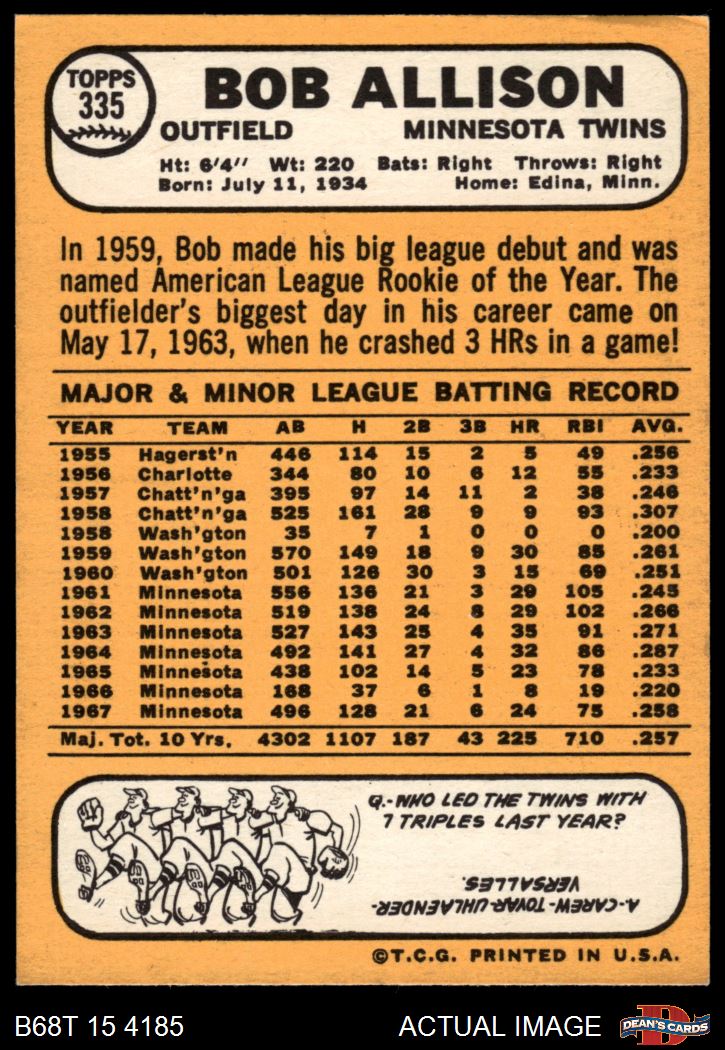 TOPPS
335
BOB ALLISON
OUTFIELD MINNESOTA TWINS
Ht: 6'4" Wt: 220 Bats: Right Throws: Right
Born: July 11, 1934 Home: Edina, Minn.
In 1959, Bob made his big league debut and was
named American League Rookie of the Year. The
outfielder's biggest day in his career came on
May 17, 1963, when he crashed 3 HRs in a game!
MAJOR & MINOR LEAGUE BATTING RECORD
YEAR TEAM AB H 2B 3B HR RBI AVG.
1955 Hagerst'n 446 114 15 2 5 49 .256
1956 Charlotte 344 80 10 6 12 55 .233
1957 Chatt'n'ga 395 97 14 11 2 38 .246
1958 Chatt'n'ga 525 161 28 9 9 93 .307
1958 Wash'gton 35 7 1 0 0 0 .200
1959 Wash'gton 570 149 18 9 30 85 .261
1960 Wash'gton 501 126 30 3 15 69 .251
1961 Minnesota 556 136 21 3 29 105 .245
1962 Minnesota 519 138 24 8 29 102 .266
1963 Minnesota 527 143 25 4 35 91 .271
1964 Minnesota 492 141 27 4 32 86 .287
1965 Minnesota 438 102 14 5 23 78 .233
1966 Minnesota 168 37 6 1 8 19 .220
1967 Minnesota 496 128 21 6 24 75 .258
Maj. Tot. 10 Yrs. 4302 1107 187 43 225 710 .257
Q.-WHO LED THE TWINS WITH
7 TRIPLES LAST YEAR?
A.-CAREW-TOVAR-UHLAENDER-
VERSALLES.
©T.C.G. PRINTED IN U.S.A.
B68T 15 4185 ACTUAL IMAGE DEAN'S CARDS